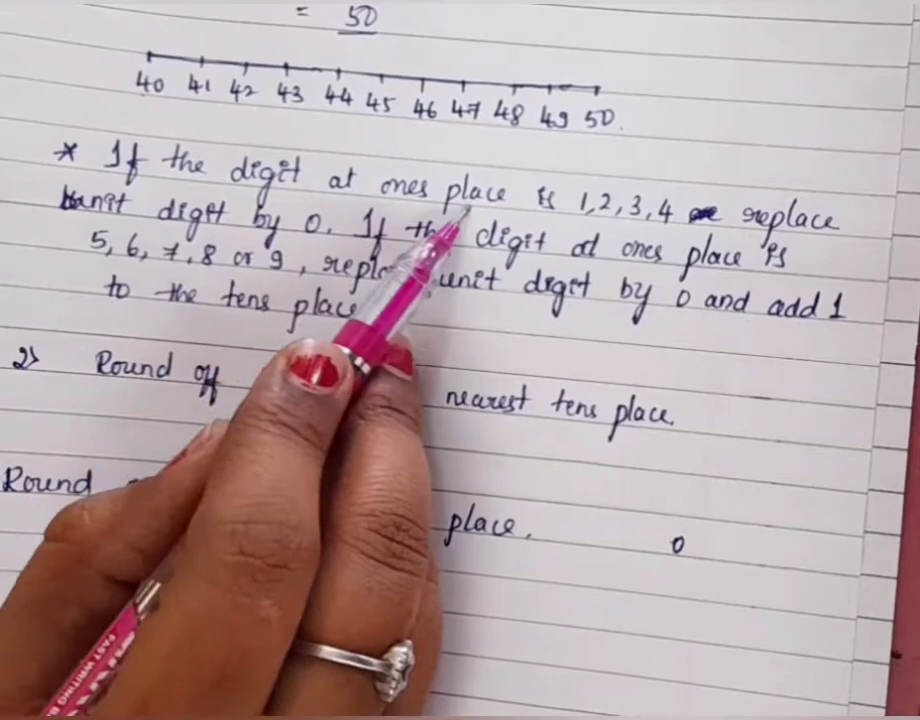 = 50
40 41 42 43 44 45 46 47 48 49 50.
* If the digit at ones place is 1,2,3,4 replace
unit digit by 0. If the digit at ones place is
5, 6, 7, 8 or 9, unit digit by 0 and add 1
to the tens place
2) Round off nearest tens place.
Round place. 0
FAST WRITING